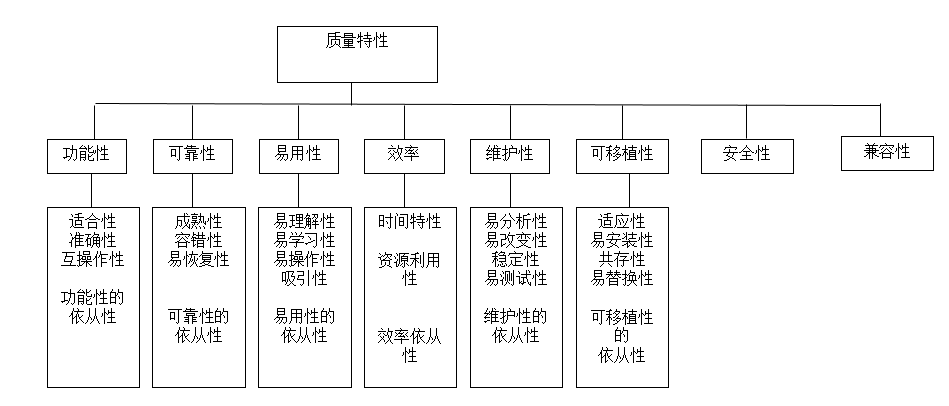 质量特性
功能性
可靠性
易用性
效率
维护性
可移植性
安全性
兼容性
适合性
准确性
互操作性
功能性的
依从性
成熟性
容错性
易恢复性
可靠性的
依从性
易理解性
易学习性
易操作性
吸引性
易用性的
依从性
时间特性
资源利用
性
效率依从
性
易分析性
易改变性
稳定性
易测试性
维护性的
依从性
适应性
易安装性
共存性
易替换性
可移植性
的
依从性